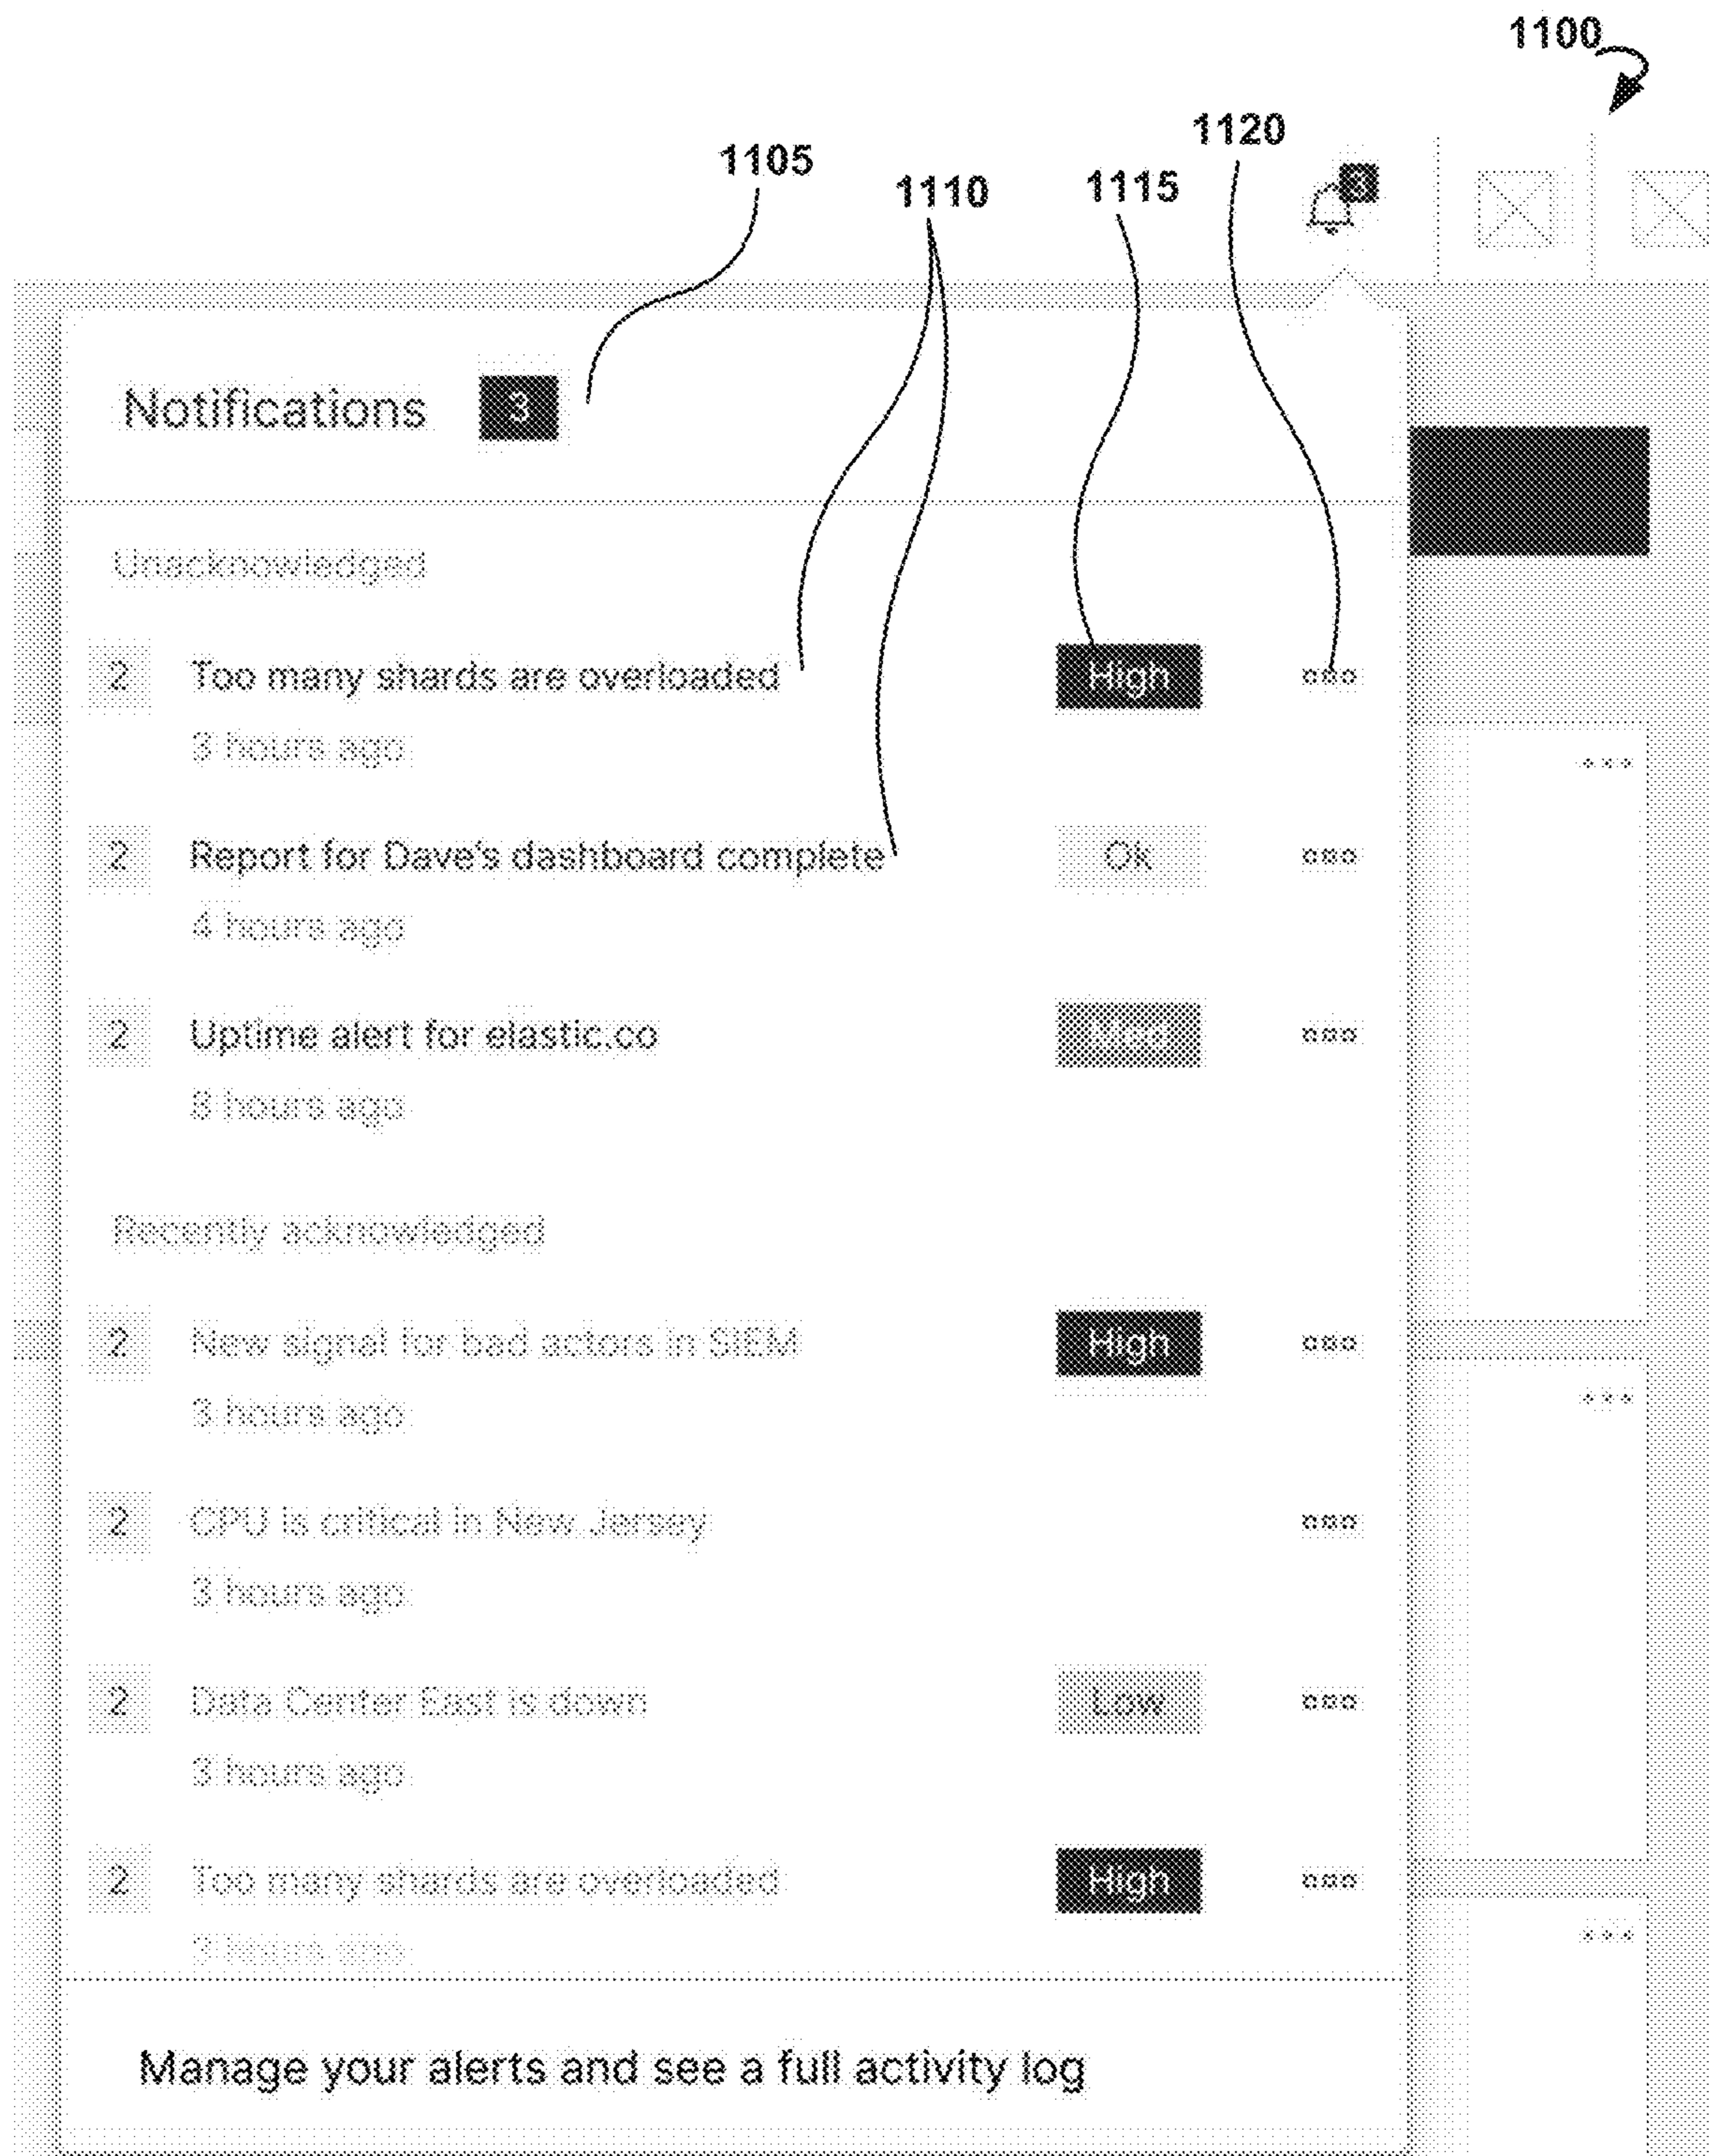 1100
1120
1105
1110
1115
3
Notifications 3
Unacknowledged
2 Too many shards are overloaded High
3 hours ago
2 Report for Dave's dashboard complete Ok
4 hours ago
2 Uptime alert for elastic.co Med
8 hours ago
Recently acknowledged
2 New signal for bad actors in SIEM High
3 hours ago
2 CPU is critical in New Jersey
3 hours ago
2 Data Center East is down Low
3 hours ago
2 Too many shards are overloaded High
3 hours ago
Manage your alerts and see a full activity log